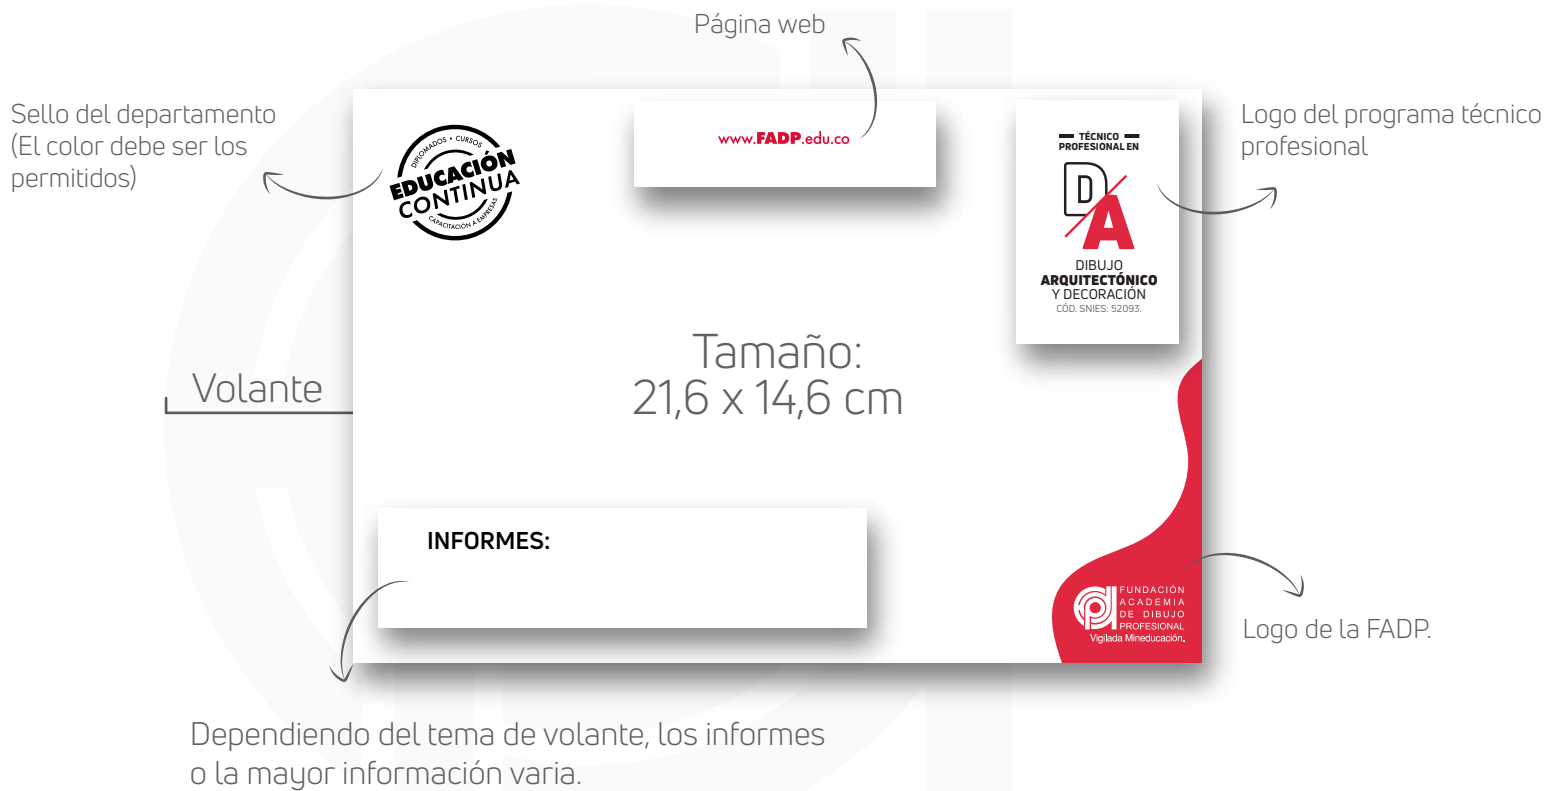 Página web
Sello del departamento
(El color debe ser los
permitidos)
DIPLOMADOS • CURSOS
EDUCACIÓN
CONTINUA
CAPACITACIÓN A EMPRESAS
www.FADP.edu.co
TÉCNICO
PROFESIONAL EN
DA
DIBUJO
ARQUITECTÓNICO
Y DECORACIÓN
CÓD. SNIES: 52093.
Logo del programa técnico
profesional
Volante
Tamaño:
21,6 x 14,6 cm
INFORMES:
FUNDACIÓN
ACADEMIA
DE DIBUJO
PROFESIONAL
Vigilada Mineducación.
Logo de la FADP.
Dependiendo del tema de volante, los informes
o la mayor información varia.